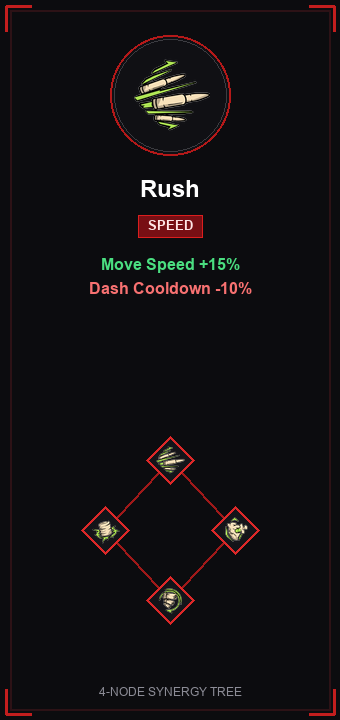 Rush
SPEED
Move Speed +15%
Dash Cooldown -10%
4-NODE SYNERGY TREE